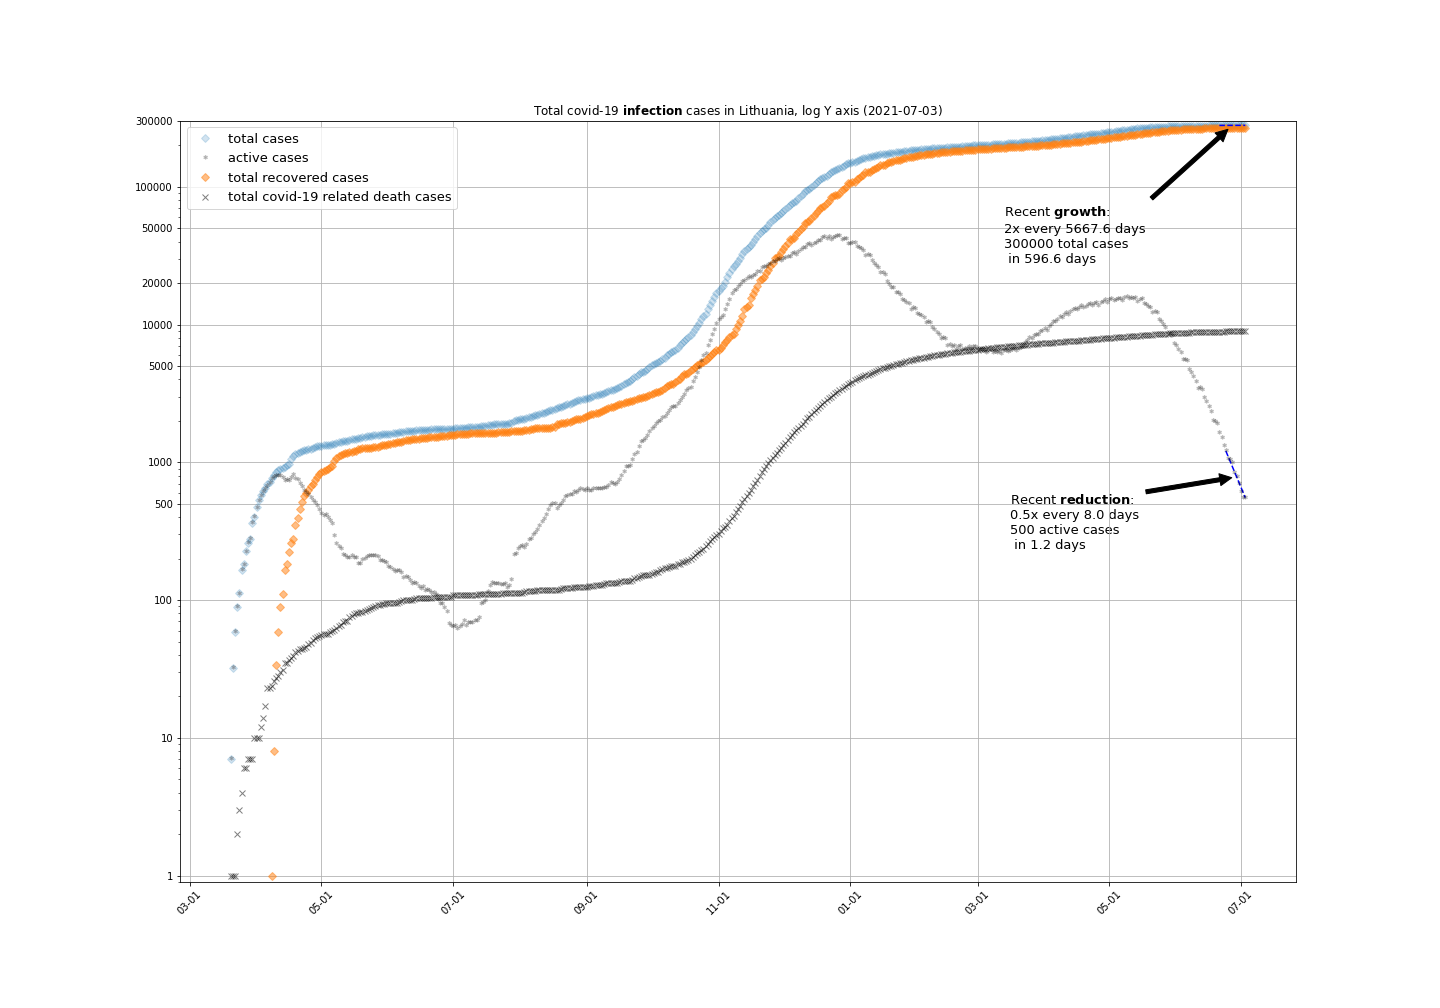 Total covid-19 infection cases in Lithuania, log Y axis (2021-07-03)
300000
100000
50000
20000
10000
5000
1000
500
100
10
1
total cases
active cases
total recovered cases
total covid-19 related death cases
Recent growth:
2x every 5667.6 days
300000 total cases
in 596.6 days
Recent reduction:
0.5x every 8.0 days
500 active cases
in 1.2 days
03-01
05-01
07-01
09-01
11-01
01-01
03-01
05-01
07-01